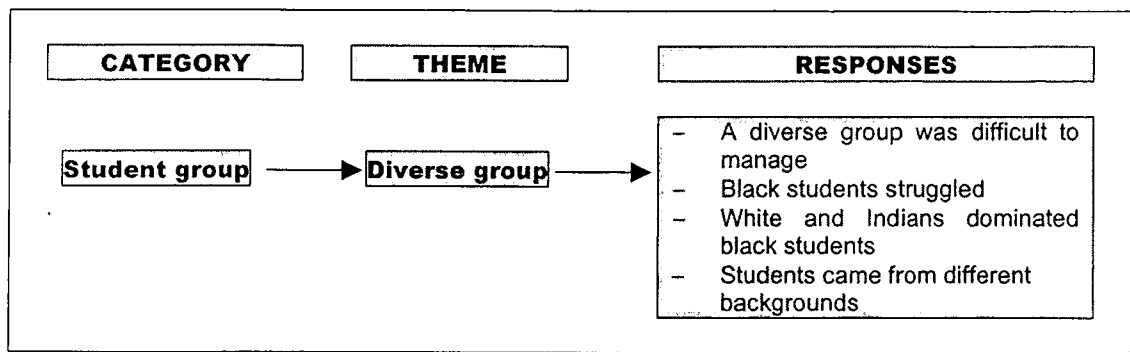 CATEGORY
THEME
RESPONSES
Student group
Diverse group
– A diverse group was difficult to
manage
– Black students struggled
– White and Indians dominated
black students
– Students came from different
backgrounds